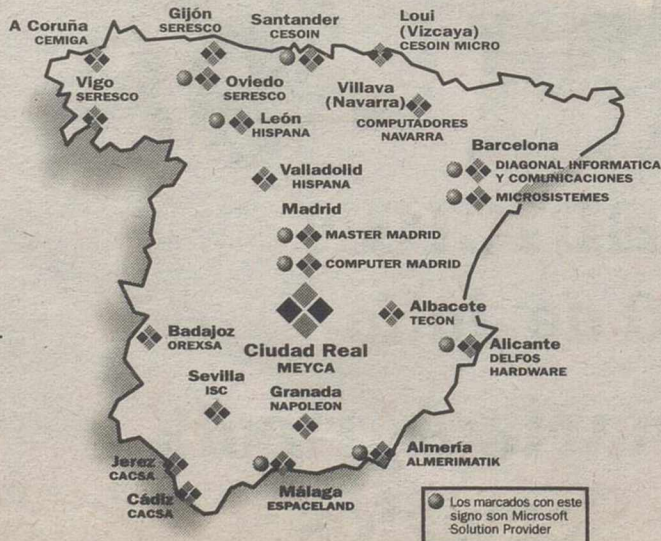 A Coruña
CEMIGA
Gijón
SERESCO
Santander
CESOIN
Loui
(Vizcaya)
CESOIN MICRO
Vigo
SERESCO
Oviedo
SERESCO
Villava
(Navarra)
COMPUTADORES
NAVARRA
León
HISPANA
Barcelona
DIAGONAL INFORMATICA
Y COMUNICACIONES
MICROSISTEMES
Valladolid
HISPANA
Madrid
MASTER MADRID
COMPUTER MADRID
Albacete
TECON
Badajoz
OREXSA
Ciudad Real
MEYCA
Alicante
DELFOS
HARDWARE
Sevilla
ISC
Granada
NAPOLEON
Almería
ALMERIMATIK
Jerez
CACSA
Cádiz
CACSA
Málaga
ESPACELAND
Los marcados con este
signo son Microsoft
Solution Provider